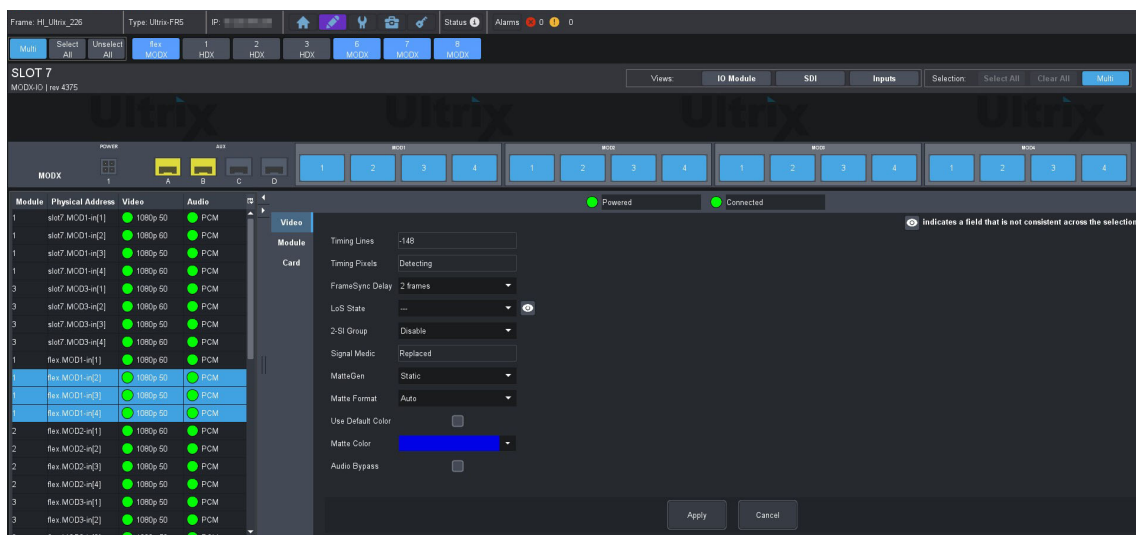 Frame: HI_Ultrix_226 Type: Ultrix-FR5 IP: Status Alarms 0 0
Multi Select All Unselect All flex MODX 1 HDX 2 HDX 3 HDX 6 MODX 7 MODX 8 MODX
SLOT 7
MODX-IO | rev 4375
Views: IO Module SDI Inputs Selection: Select All Clear All Multi
Ultrix Ultrix Ultrix Ultrix
POWER AUX MOD1 MOD2 MOD3 MOD4
MODX 1 A B C D 1 2 3 4 1 2 3 4 1 2 3 4 1 2 3 4
Module Physical Address Video Audio
Powered Connected
indicates a field that is not consistent across the selection
1 slot7.MOD1-in[1] 1080p 50 PCM
1 slot7.MOD1-in[2] 1080p 60 PCM
1 slot7.MOD1-in[3] 1080p 50 PCM
1 slot7.MOD1-in[4] 1080p 60 PCM
3 slot7.MOD3-in[1] 1080p 50 PCM
3 slot7.MOD3-in[2] 1080p 60 PCM
3 slot7.MOD3-in[3] 1080p 50 PCM
3 slot7.MOD3-in[4] 1080p 60 PCM
1 flex.MOD1-in[1] 1080p 60 PCM
1 flex.MOD1-in[2] 1080p 50 PCM
1 flex.MOD1-in[3] 1080p 50 PCM
1 flex.MOD1-in[4] 1080p 50 PCM
2 flex.MOD2-in[1] 1080p 60 PCM
2 flex.MOD2-in[2] 1080p 50 PCM
2 flex.MOD2-in[3] 1080p 50 PCM
2 flex.MOD2-in[4] 1080p 60 PCM
3 flex.MOD3-in[1] 1080p 50 PCM
3 flex.MOD3-in[2] 1080p 50 PCM
Video
Module
Card
Timing Lines -148
Timing Pixels Detecting
FrameSync Delay 2 frames
LoS State ---
2-SI Group Disable
Signal Medic Replaced
MatteGen Static
Matte Format Auto
Use Default Color
Matte Color
Audio Bypass
Apply Cancel